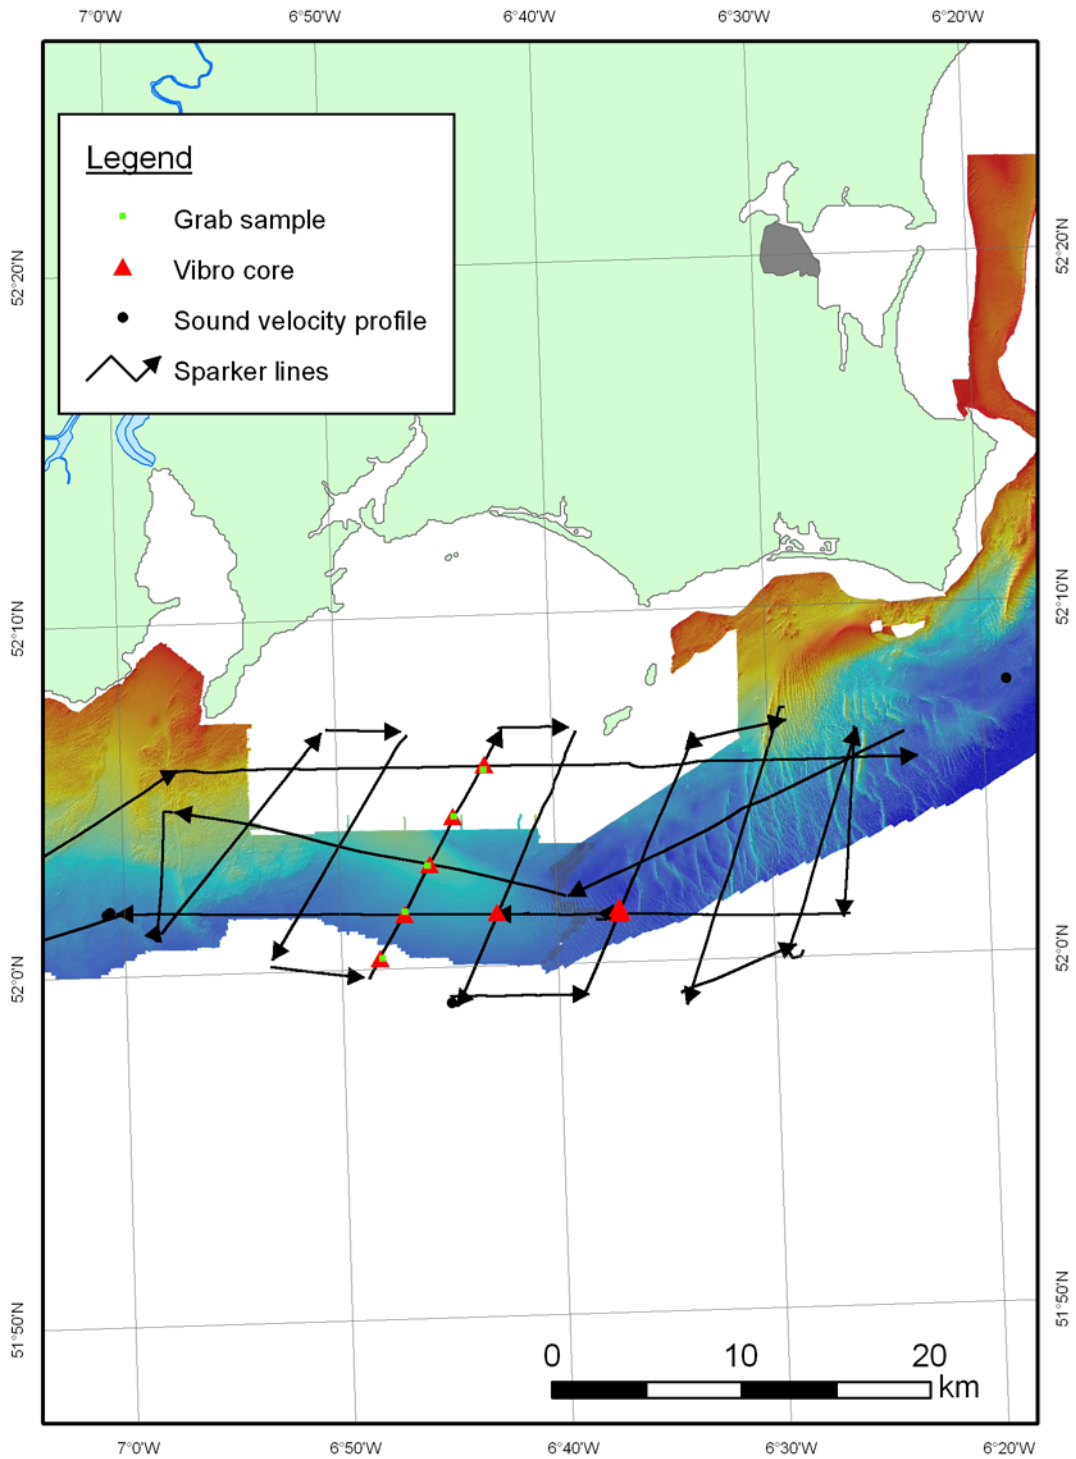 7°0'W 6°50'W 6°40'W 6°30'W 6°20'W
Legend
Grab sample
Vibro core
Sound velocity profile
Sparker lines
52°20'N
52°20'N
52°10'N
52°10'N
52°0'N
52°0'N
51°50'N
51°50'N
0 10 20
km
7°0'W 6°50'W 6°40'W 6°30'W 6°20'W